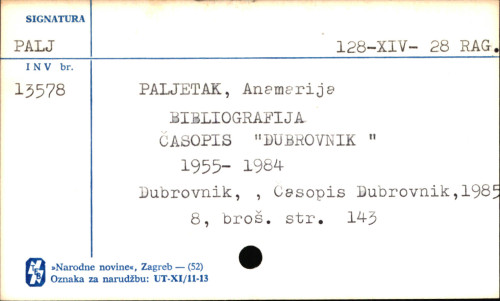 SIGNATURA
PALJ 128-XIV- 28 RAG.
INV br.
13578 PALJETAK, Anamarija
BIBLIOGRAFIJA
ČASOPIS "DUBROVNIK "
1955- 1984
Dubrovnik, , Časopis Dubrovnik,1985
8, broš. str. 143
»Narodne novine«, Zagreb — (52)
Oznaka za narudžbu: UT-XI/11-13